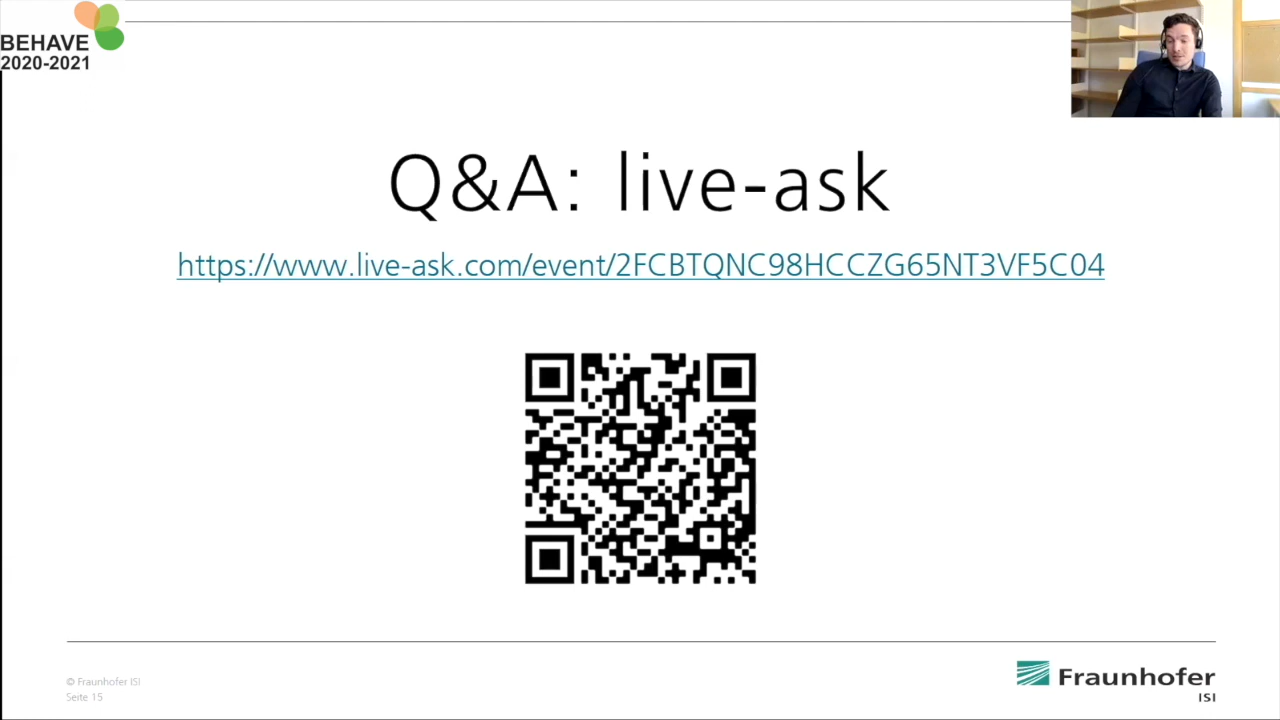 BEHAVE
2020-2021
Q&A: live-ask
https://www.live-ask.com/event/2FCBTQNC98HCCZG65NT3VF5C04
© Fraunhofer ISI
Seite 15
Fraunhofer
ISI